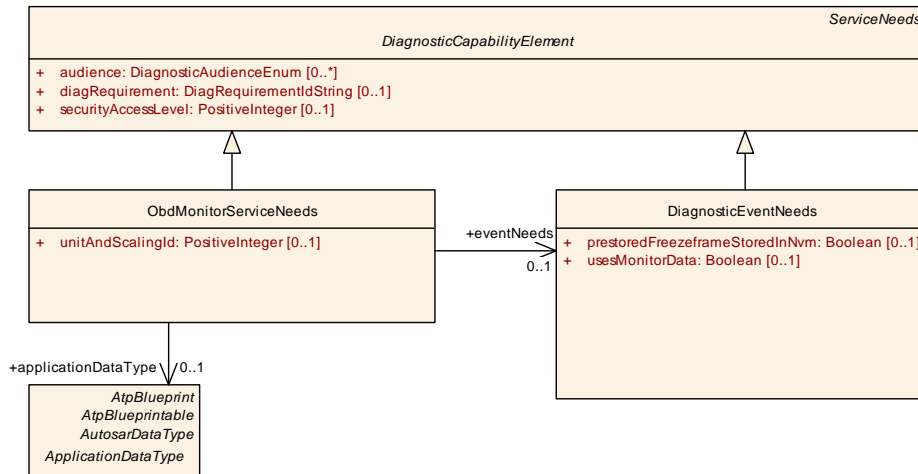 ServiceNeeds
DiagnosticCapabilityElement
+ audience: DiagnosticAudienceEnum [0..*]
+ diagRequirement: DiagRequirementIdString [0..1]
+ securityAccessLevel: PositiveInteger [0..1]
ObdMonitorServiceNeeds
+ unitAndScalingId: PositiveInteger [0..1]
+eventNeeds
0..1
DiagnosticEventNeeds
+ prestoredFreezeframeStoredInNvm: Boolean [0..1]
+ usesMonitorData: Boolean [0..1]
+applicationDataType 0..1
AtpBlueprint
AtpBlueprintable
AutosarDataType
ApplicationDataType